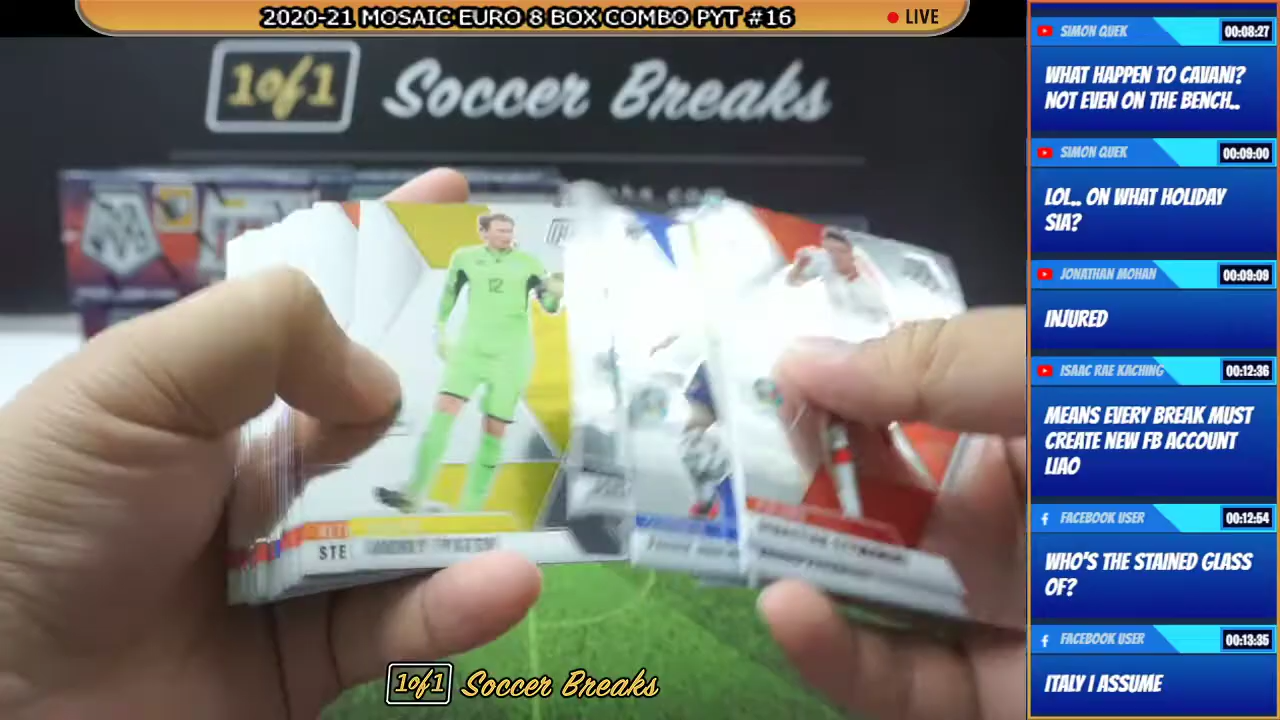 2020-21 MOSAIC EURO 8 BOX COMBO PYT #16
LIVE
1of1 Soccer Breaks
12
STE
1of1 Soccer Breaks
SIMON QUEK 00:08:27
WHAT HAPPEN TO CAVANI?
NOT EVEN ON THE BENCH..
SIMON QUEK 00:09:00
LOL.. ON WHAT HOLIDAY
SIA?
JONATHAN MOHAN 00:09:09
INJURED
ISAAC RAE KACHING 00:12:36
MEANS EVERY BREAK MUST
CREATE NEW FB ACCOUNT
LIAO
FACEBOOK USER 00:12:54
WHO'S THE STAINED GLASS
OF?
FACEBOOK USER 00:13:35
ITALY I ASSUME